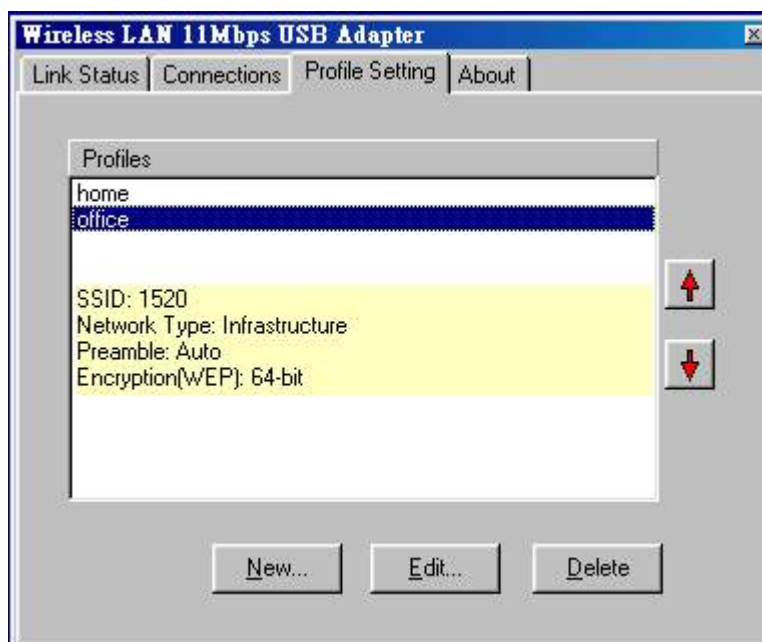 Wireless LAN 11Mbps USB Adapter
Link Status Connections Profile Setting About
Profiles
home
office
SSID: 1520
Network Type: Infrastructure
Preamble: Auto
Encryption(WEP): 64-bit
New... Edit... Delete